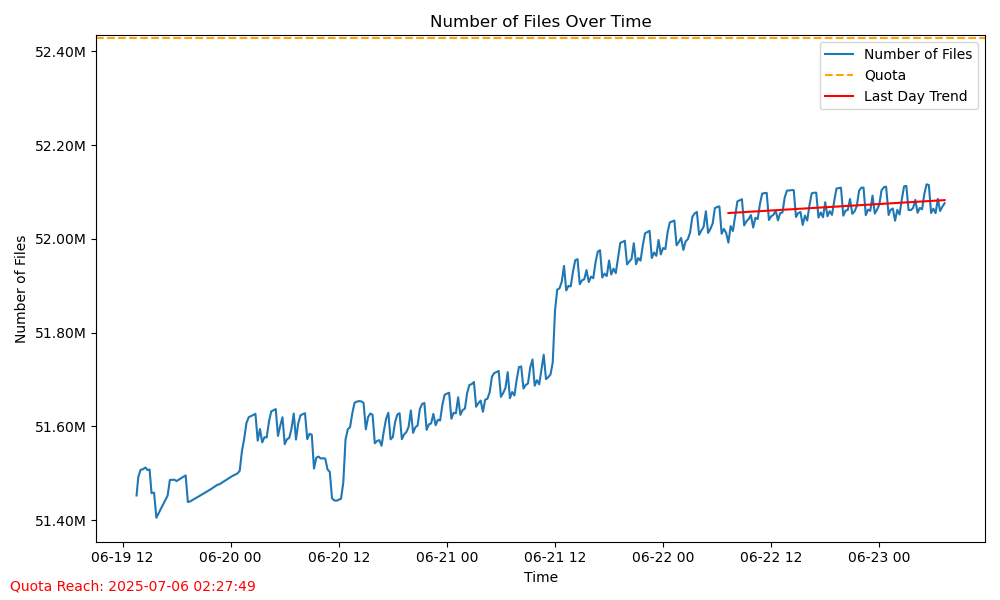 Number of Files Over Time
Number of Files
Quota
Last Day Trend
52.40M
52.20M
52.00M
51.80M
51.60M
51.40M
Number of Files
06-19 12
06-20 00
06-20 12
06-21 00
06-21 12
06-22 00
06-22 12
06-23 00
Time
Quota Reach: 2025-07-06 02:27:49